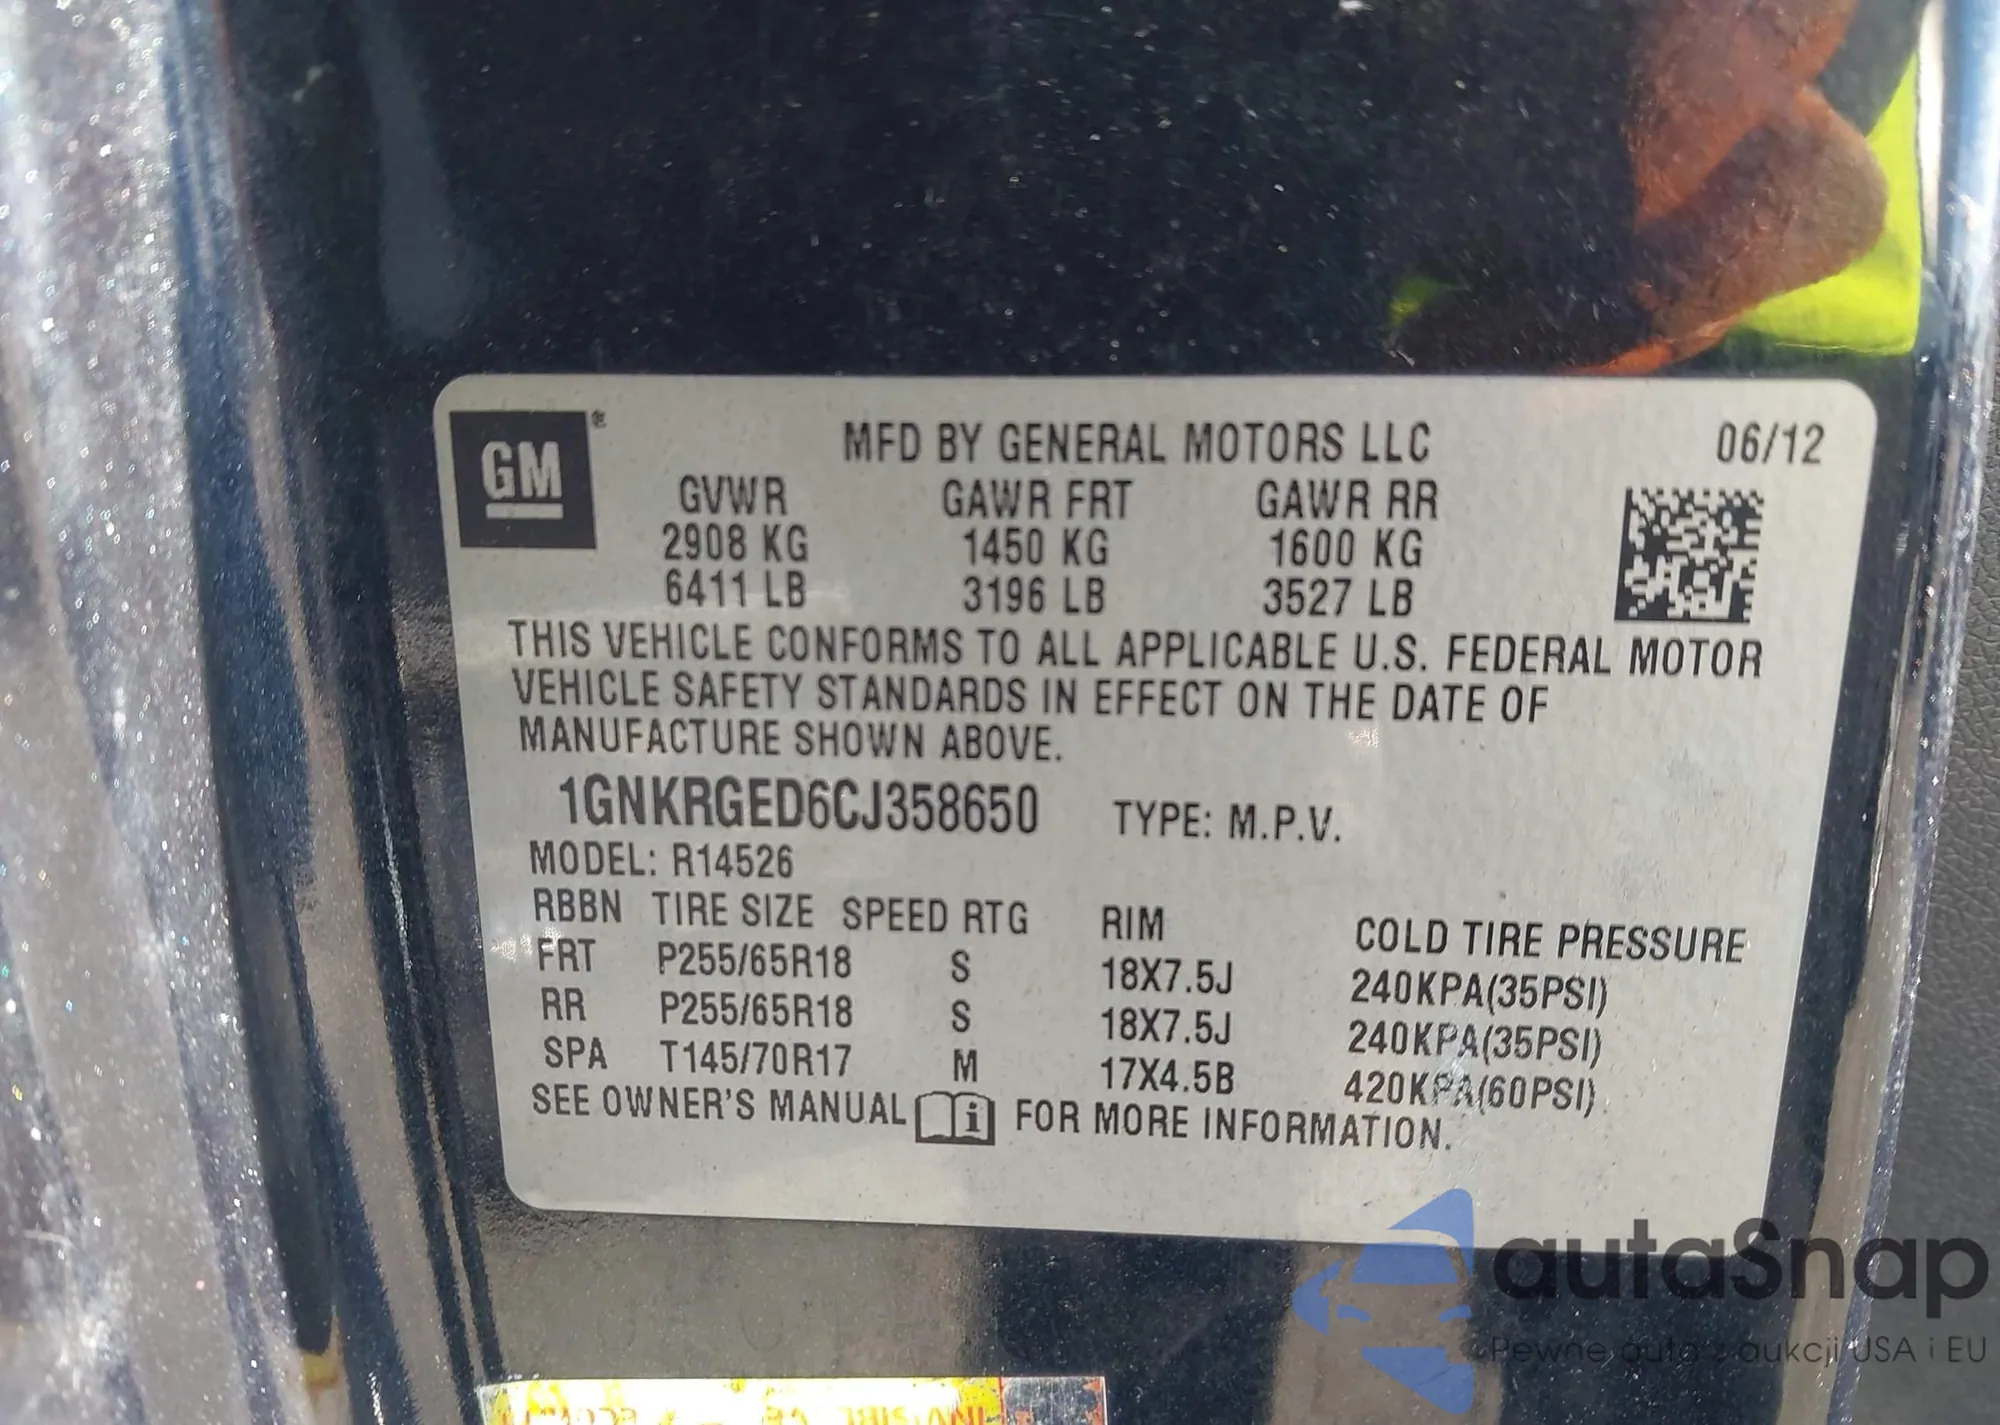 GM®
MFD BY GENERAL MOTORS LLC 06/12
GVWR GAWR FRT GAWR RR
2908 KG 1450 KG 1600 KG
6411 LB 3196 LB 3527 LB
THIS VEHICLE CONFORMS TO ALL APPLICABLE U.S. FEDERAL MOTOR
VEHICLE SAFETY STANDARDS IN EFFECT ON THE DATE OF
MANUFACTURE SHOWN ABOVE.
1GNKRGED6CJ358650 TYPE: M.P.V.
MODEL: R14526
RBBN TIRE SIZE SPEED RTG RIM COLD TIRE PRESSURE
FRT P255/65R18 S 18X7.5J 240KPA(35PSI)
RR P255/65R18 S 18X7.5J 240KPA(35PSI)
SPA T145/70R17 M 17X4.5B 420KPA(60PSI)
SEE OWNER'S MANUAL FOR MORE INFORMATION.
autaSnap
Pewne auta z aukcji USA i EU